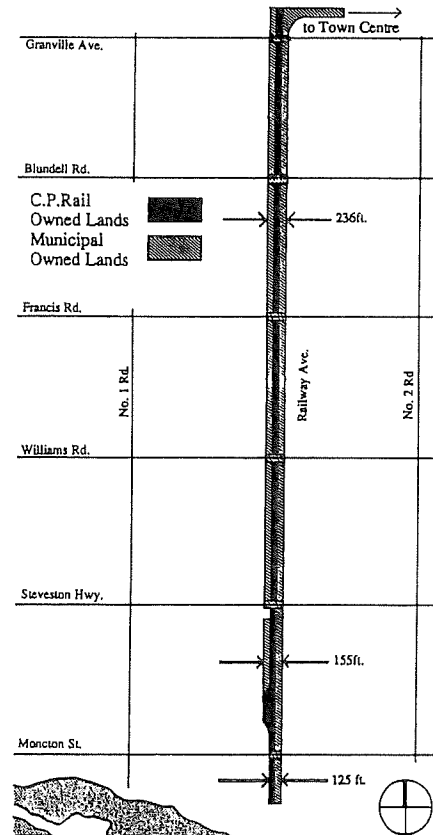 to Town Centre
Granville Ave.
Blundell Rd.
C.P.Rail
Owned Lands
Municipal
Owned Lands
236ft.
Francis Rd.
No. 1 Rd.
Railway Ave.
No. 2 Rd
Williams Rd.
Steveston Hwy.
155ft.
Moncton St.
125 ft.